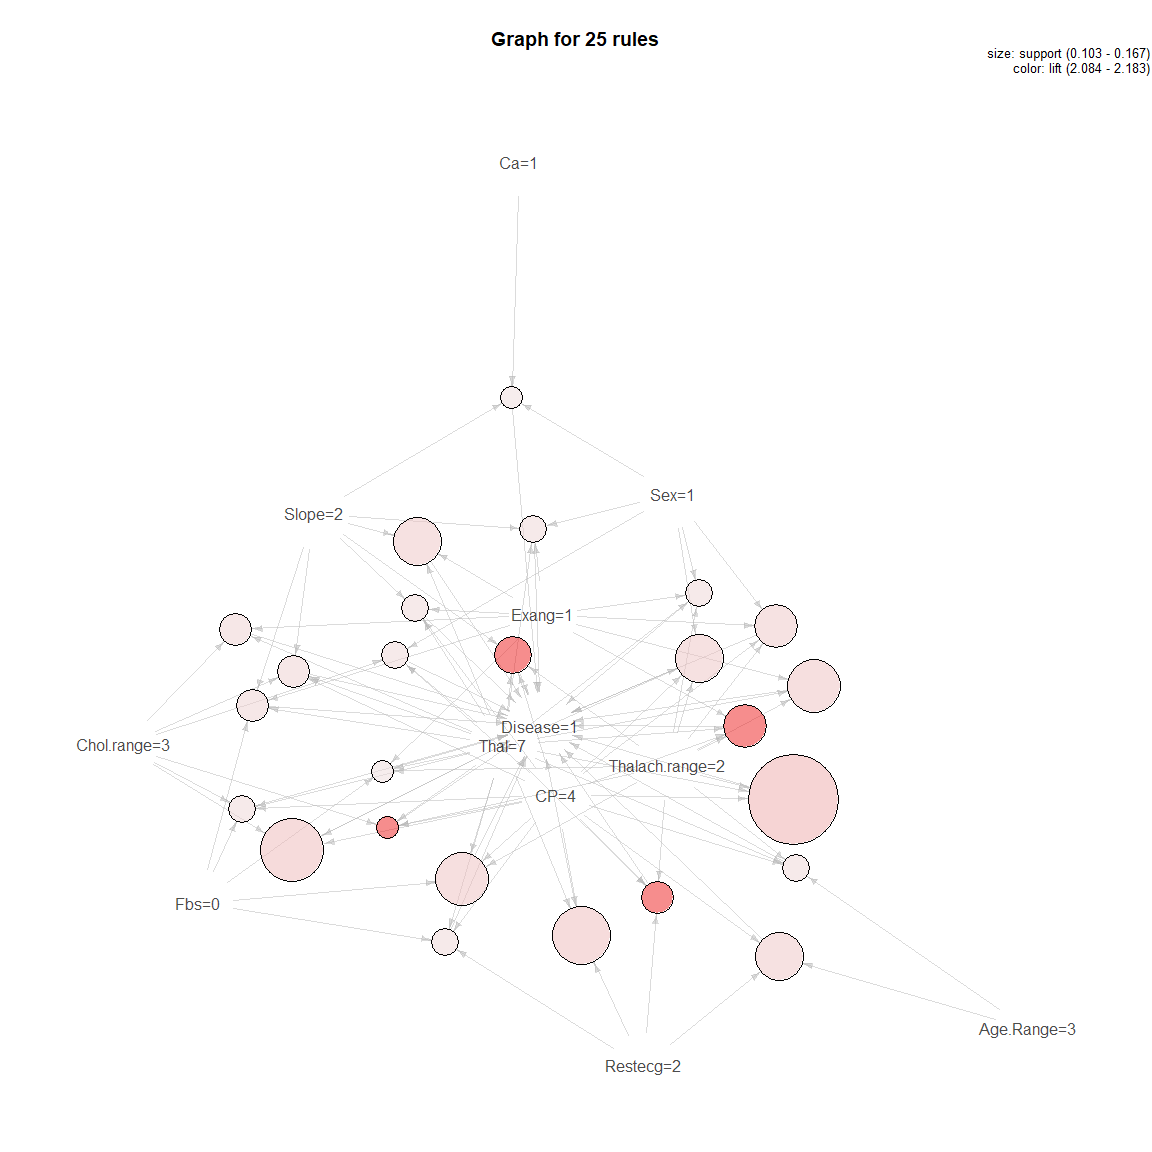 Graph for 25 rules
size: support (0.103 - 0.167)
color: lift (2.084 - 2.183)
Ca=1
Sex=1
Slope=2
Exang=1
Disease=1
Thal=7
Chol.range=3
Thalach.range=2
CP=4
Fbs=0
Age.Range=3
Restecg=2